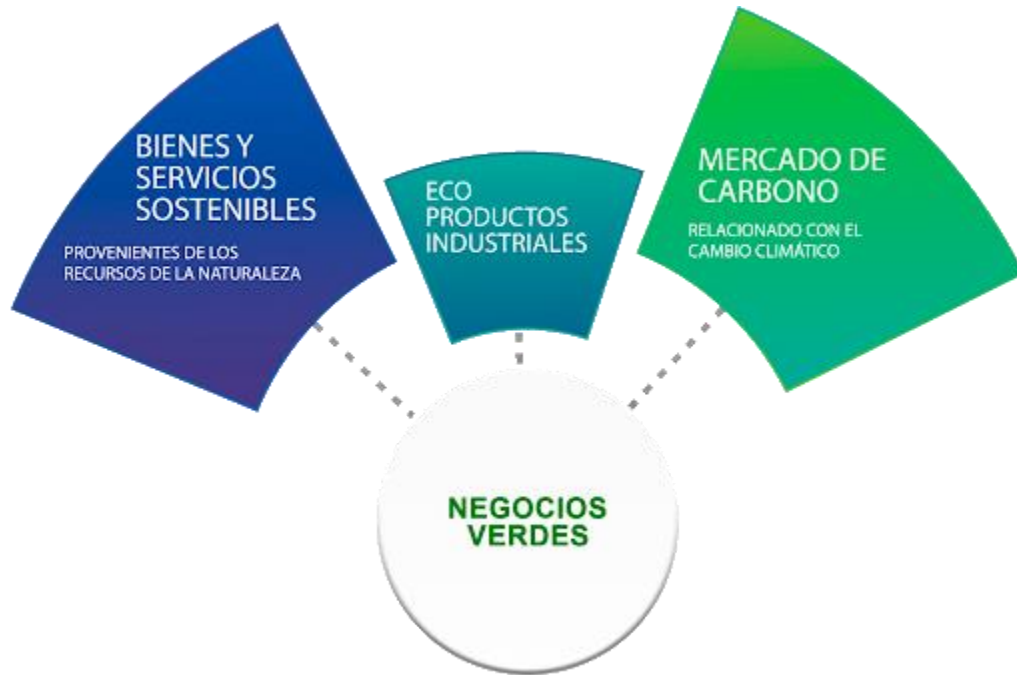 BIENES Y
SERVICIOS
SOSTENIBLES
PROVENIENTES DE LOS
RECURSOS DE LA NATURALEZA
ECO
PRODUCTOS
INDUSTRIALES
MERCADO DE
CARBONO
RELACIONADO CON EL
CAMBIO CLIMÁTICO
NEGOCIOS
VERDES